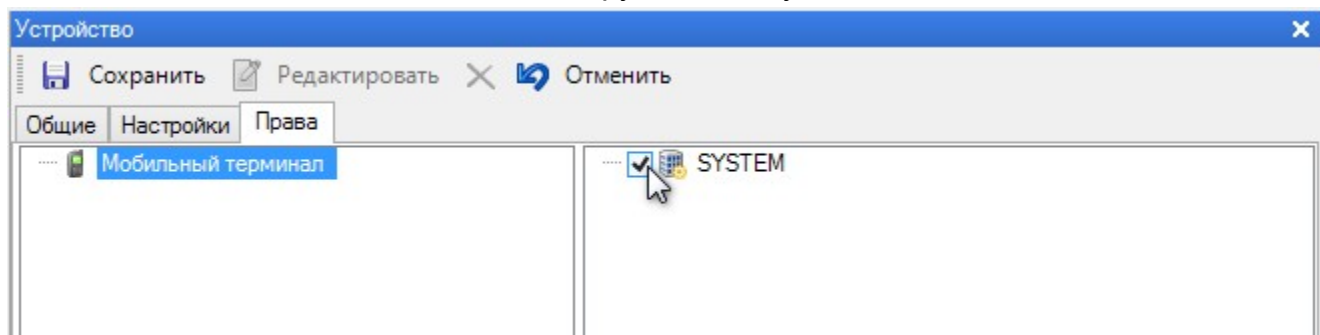 Устройство
Сохранить Редактировать Отменить
Общие Настройки Права
Мобильный терминал
SYSTEM